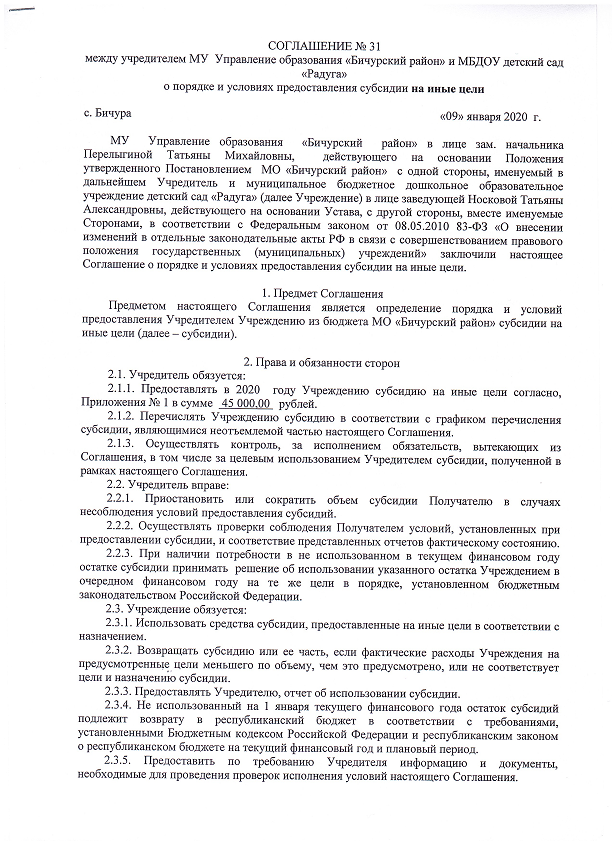 СОГЛАШЕНИЕ № 31
между учредителем МУ Управление образования «Бичурский район» и МБДОУ детский сад
«Радуга»
о порядке и условиях предоставления субсидии на иные цели
с. Бичура «09» января 2020 г.
МУ Управление образования «Бичурский район» в лице зам. начальника
Перелыгиной Татьяны Михайловны, действующего на основании Положения
утвержденного Постановлением МО «Бичурский район» с одной стороны, именуемый в
дальнейшем Учредитель и муниципальное бюджетное дошкольное образовательное
учреждение детский сад «Радуга» (далее Учреждение) в лице заведующей Носковой Татьяны
Александровны, действующего на основании Устава, с другой стороны, вместе именуемые
Сторонами, в соответствии с Федеральным законом от 08.05.2010 83-ФЗ «О внесении
изменений в отдельные законодательные акты РФ в связи с совершенствованием правового
положения государственных (муниципальных) учреждений» заключили настоящее
Соглашение о порядке и условиях предоставления субсидии на иные цели.
1. Предмет Соглашения
Предметом настоящего Соглашения является определение порядка и условий
предоставления Учредителем Учреждению из бюджета МО «Бичурский район» субсидии на
иные цели (далее – субсидии).
2. Права и обязанности сторон
2.1. Учредитель обязуется:
2.1.1. Предоставлять в 2020 году Учреждению субсидию на иные цели согласно,
Приложения № 1 в сумме 45 000.00 рублей.
2.1.2. Перечислять Учреждению субсидию в соответствии с графиком перечисления
субсидии, являющимися неотъемлемой частью настоящего Соглашения.
2.1.3. Осуществлять контроль, за исполнением обязательств, вытекающих из
Соглашения, в том числе за целевым использованием Учредителем субсидии, полученной в
рамках настоящего Соглашения.
2.2. Учредитель вправе:
2.2.1. Приостановить или сократить объем субсидии Получателю в случаях
несоблюдения условий предоставления субсидий.
2.2.2. Осуществлять проверки соблюдения Получателем условий, установленных при
предоставлении субсидии, и соответствие представленных отчетов фактическому состоянию.
2.2.3. При наличии потребности в не использованном в текущем финансовом году
остатке субсидии принимать решение об использовании указанного остатка Учреждением в
очередном финансовом году на те же цели в порядке, установленном бюджетным
законодательством Российской Федерации.
2.3. Учреждение обязуется:
2.3.1. Использовать средства субсидии, предоставленные на иные цели в соответствии с
назначением.
2.3.2. Возвращать субсидию или ее часть, если фактические расходы Учреждения на
предусмотренные цели меньшего по объему, чем это предусмотрено, или не соответствует
цели и назначению субсидии.
2.3.3. Предоставлять Учредителю, отчет об использовании субсидии.
2.3.4. Не использованный на 1 января текущего финансового года остаток субсидий
подлежит возврату в республиканский бюджет в соответствии с требованиями,
установленными Бюджетным кодексом Российской Федерации и республиканским законом
о республиканском бюджете на текущий финансовый год и плановый период.
2.3.5. Предоставить по требованию Учредителя информацию и документы,
необходимые для проведения проверок исполнения условий настоящего Соглашения.